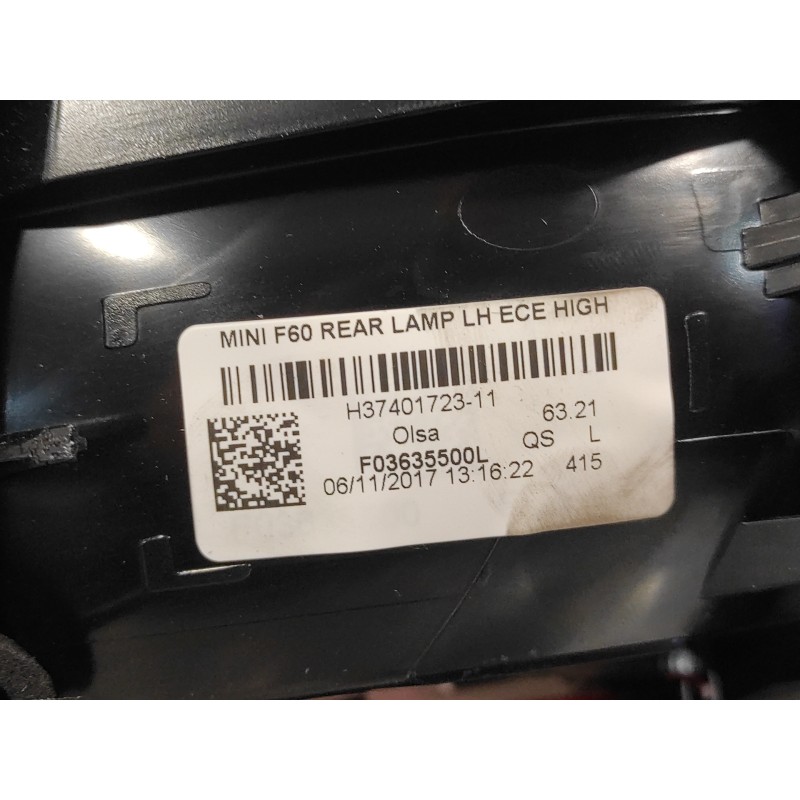 MINI F60 REAR LAMP LH ECE HIGH
H37401723-11 63.21
Olsa QS L
F03635500L
06/11/2017 13:16:22 415